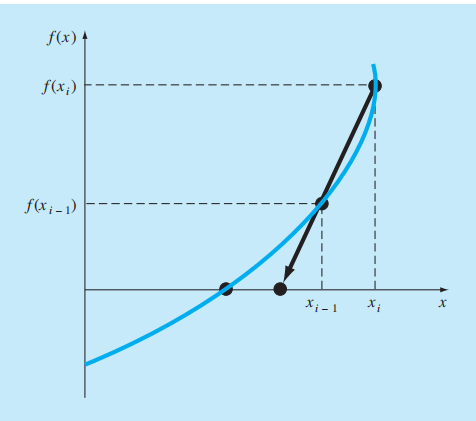 f(x)
f(x_i)
f(x_{i – 1})
x_{i – 1}
x_i
x